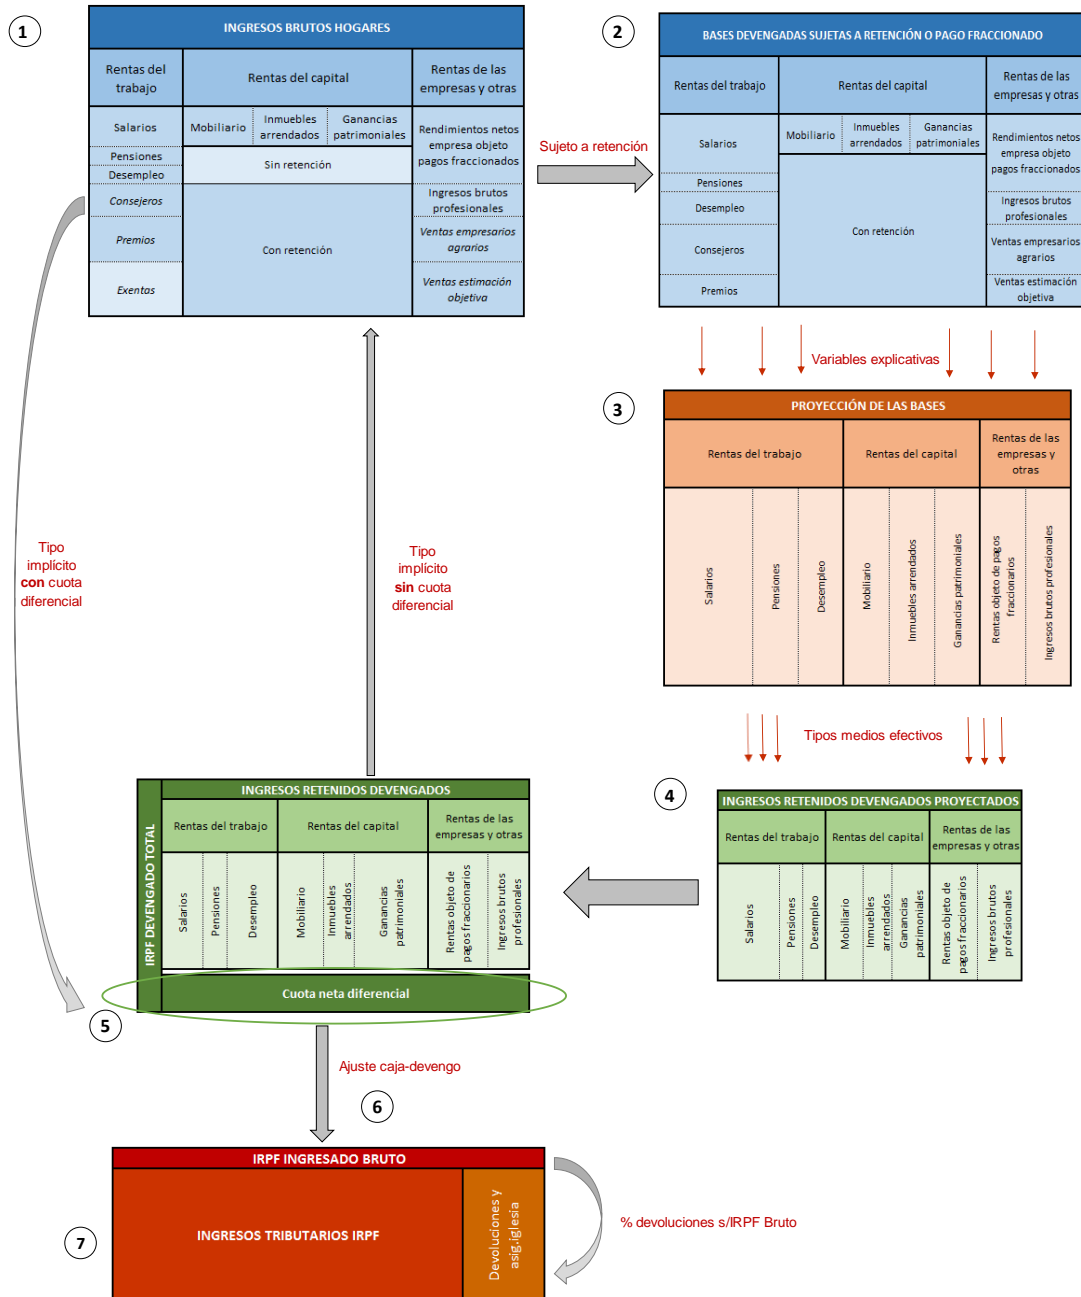 1
INGRESOS BRUTOS HOGARES
Rentas del
trabajo
Rentas del capital
Rentas de las
empresas y otras
Salarios
Mobiliario
Inmuebles
arrendados
Ganancias
patrimoniales
Rendimientos netos
empresa objeto
pagos fraccionados
Pensiones
Desempleo
Sin retención
Consejeros
Ingresos brutos
profesionales
Premios
Con retención
Ventas empresarios
agrarios
Exentas
Ventas estimación
objetiva
Sujeto a retención
2
BASES DEVENGADAS SUJETAS A RETENCIÓN O PAGO FRACCIONADO
Rentas del trabajo
Rentas del capital
Rentas de las
empresas y otras
Salarios
Mobiliario
Inmuebles
arrendados
Ganancias
patrimoniales
Rendimientos netos
empresa objeto
pagos fraccionados
Pensiones
Desempleo
Ingresos brutos
profesionales
Con retención
Consejeros
Ventas empresarios
agrarios
Premios
Ventas estimación
objetiva
Variables explicativas
3
PROYECCIÓN DE LAS BASES
Rentas del trabajo
Rentas del capital
Rentas de las
empresas y
otras
Salarios
Pensiones
Desempleo
Mobiliario
Inmuebles arrendados
Ganancias patrimoniales
Rentas objeto de pagos
fraccionarios
Ingresos brutos profesionales
Tipo
implícito
con cuota
diferencial
Tipo
implícito
sin cuota
diferencial
Tipos medios efectivos
4
INGRESOS RETENIDOS DEVENGADOS PROYECTADOS
Rentas del trabajo
Rentas del capital
Rentas de las
empresas y otras
Salarios
Pensiones
Desempleo
Mobiliario
Inmuebles
arrendados
Ganancias
patrimoniales
Rentas objeto de
pagos fraccionarios
Ingresos brutos
profesionales
IRPF DEVENGADO TOTAL
INGRESOS RETENIDOS DEVENGADOS
Rentas del trabajo
Rentas del capital
Rentas de las
empresas y otras
Salarios
Pensiones
Desempleo
Mobiliario
Inmuebles
arrendados
Ganancias
patrimoniales
Rentas objeto de
pagos fraccionarios
Ingresos brutos
profesionales
Cuota neta diferencial
5
Ajuste caja-devengo
6
IRPF INGRESADO BRUTO
7
INGRESOS TRIBUTARIOS IRPF
Devoluciones y
asig.iglesia
% devoluciones s/IRPF Bruto